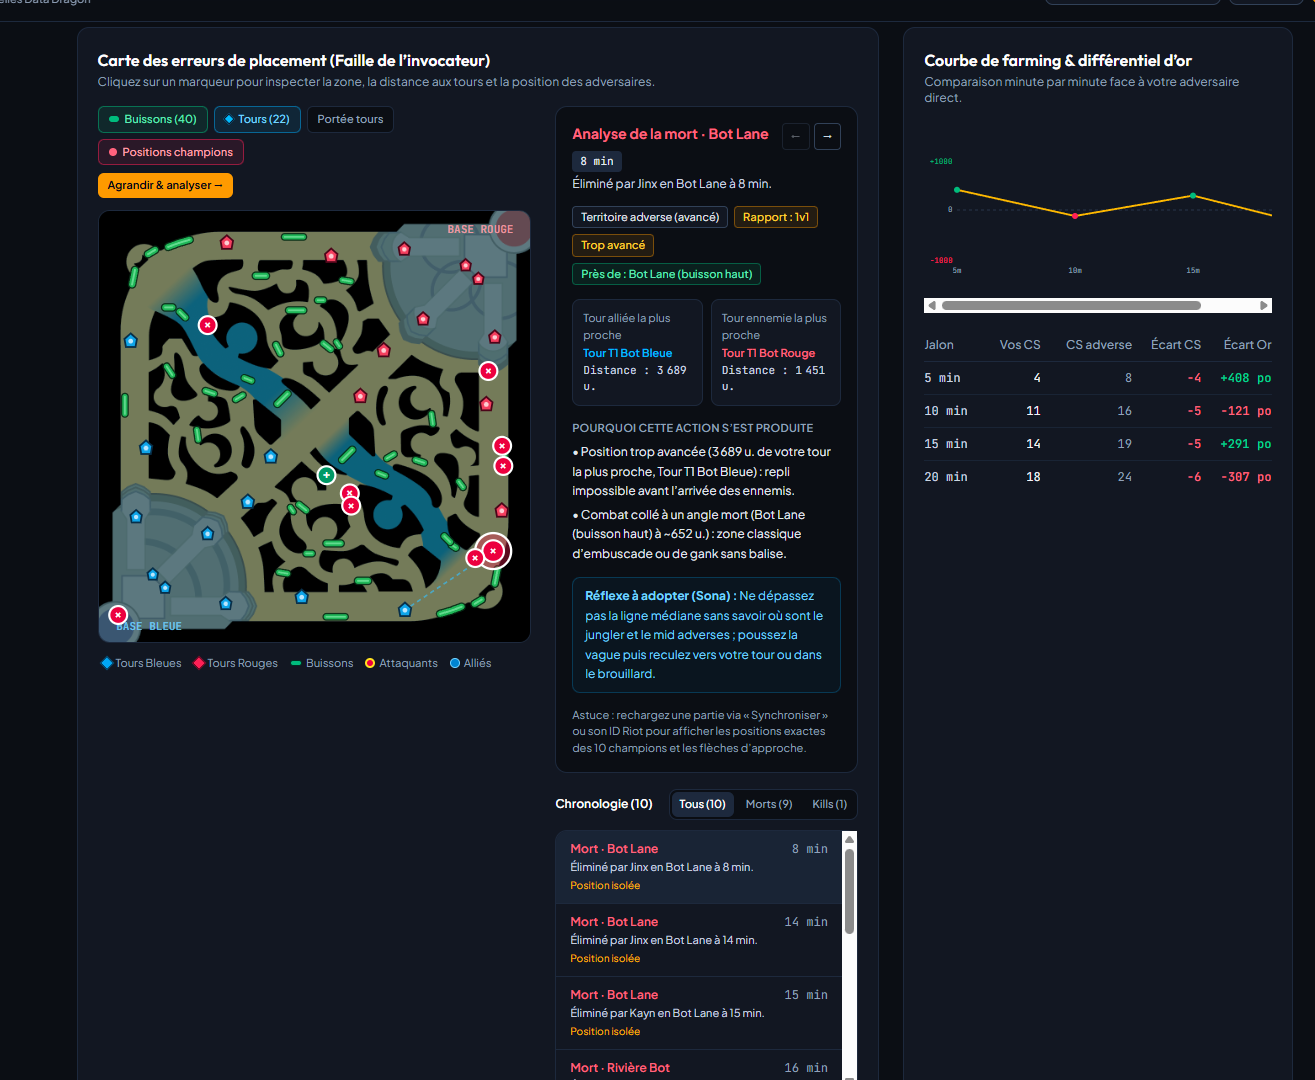 elles Data Dragon
Carte des erreurs de placement (Faille de l'invocateur)
Cliquez sur un marqueur pour inspecter la zone, la distance aux tours et la position des adversaires.
Buissons (40)
Tours (22)
Portée tours
Positions champions
Agrandir & analyser →
BASE ROUGE
BASE BLEUE
Tours Bleues
Tours Rouges
Buissons
Attaquants
Alliés
Analyse de la mort · Bot Lane
←
→
8 min
Éliminé par Jinx en Bot Lane à 8 min.
Territoire adverse (avancé)
Rapport : 1v1
Trop avancé
Près de : Bot Lane (buisson haut)
Tour alliée la plus
proche
Tour T1 Bot Bleue
Distance : 3 689
u.
Tour ennemie la plus
proche
Tour T1 Bot Rouge
Distance : 1 451
u.
POURQUOI CETTE ACTION S'EST PRODUITE
• Position trop avancée (3 689 u. de votre tour
la plus proche, Tour T1 Bot Bleue) : repli
impossible avant l'arrivée des ennemis.
• Combat collé à un angle mort (Bot Lane
(buisson haut) à ~652 u.) : zone classique
d'embuscade ou de gank sans balise.
Réflexe à adopter (Sona) : Ne dépassez
pas la ligne médiane sans savoir où sont le
jungler et le mid adverses ; poussez la
vague puis reculez vers votre tour ou dans
le brouillard.
Astuce : rechargez une partie via « Synchroniser »
ou son ID Riot pour afficher les positions exactes
des 10 champions et les flèches d'approche.
Chronologie (10)
Tous (10)
Morts (9)
Kills (1)
Mort · Bot Lane
8 min
Éliminé par Jinx en Bot Lane à 8 min.
Position isolée
Mort · Bot Lane
14 min
Éliminé par Jinx en Bot Lane à 14 min.
Position isolée
Mort · Bot Lane
15 min
Éliminé par Kayn en Bot Lane à 15 min.
Position isolée
Mort · Rivière Bot
16 min
Courbe de farming & différentiel d'or
Comparaison minute par minute face à votre adversaire
direct.
+1000
0
-1000
5m
10m
15m
Jalon Vos CS CS adverse Écart CS Écart Or
5 min 4 8 -4 +408 po
10 min 11 16 -5 -121 po
15 min 14 19 -5 +291 po
20 min 18 24 -6 -307 po